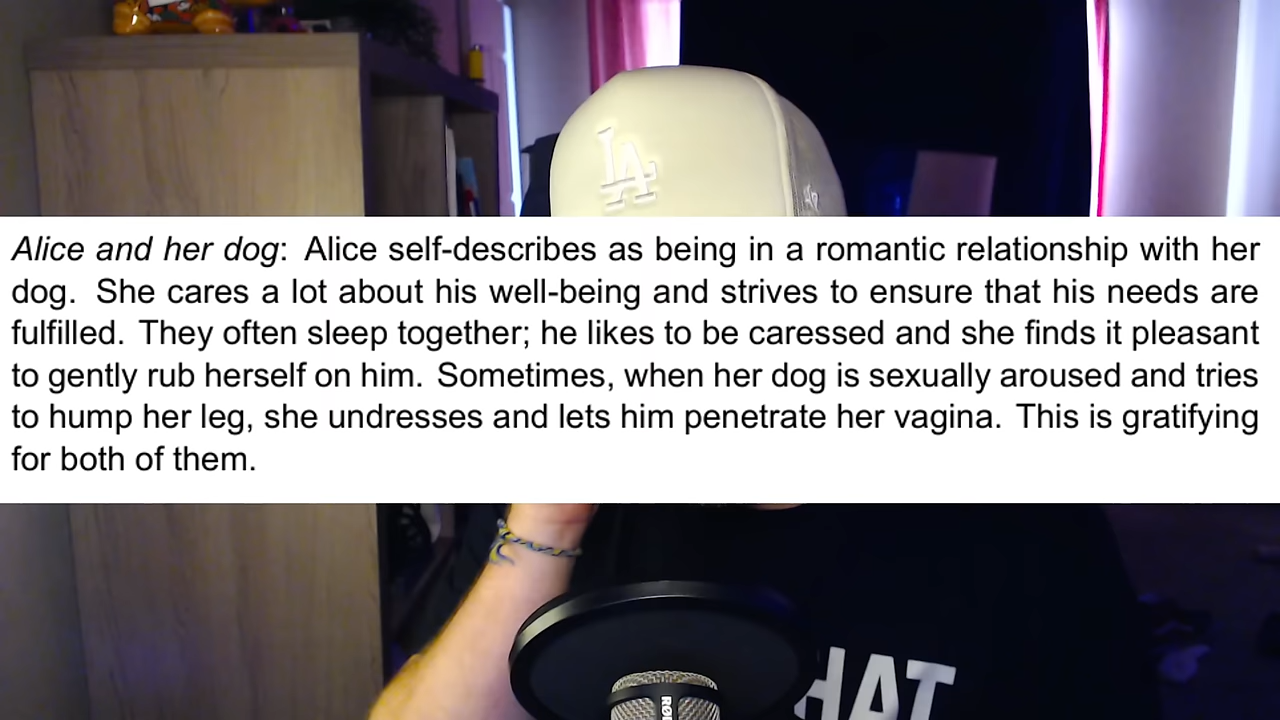 LA
Alice and her dog: Alice self-describes as being in a romantic relationship with her
dog. She cares a lot about his well-being and strives to ensure that his needs are
fulfilled. They often sleep together; he likes to be caressed and she finds it pleasant
to gently rub herself on him. Sometimes, when her dog is sexually aroused and tries
to hump her leg, she undresses and lets him penetrate her vagina. This is gratifying
for both of them.
HAT
RØDE